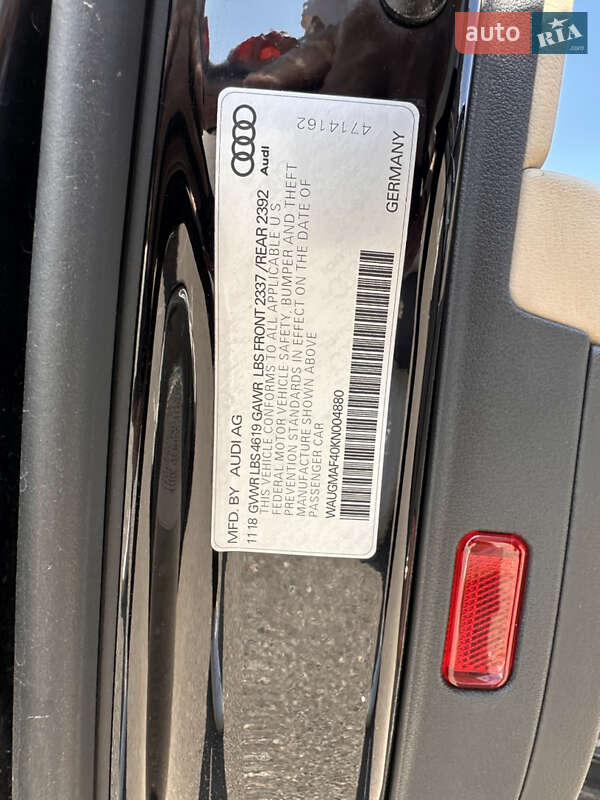 auto RIA.com
MFD. BY AUDI AG
Audi
4714162
1118 GVWR LBS 4619 GAWR LBS FRONT 2337 /REAR 2392
THIS VEHICLE CONFORMS TO ALL APPLICABLE U S
FEDERAL MOTOR VEHICLE SAFETY, BUMPER AND THEFT
PREVENTION STANDARDS IN EFFECT ON THE DATE OF
MANUFACTURE SHOWN ABOVE
PASSENGER CAR
WAUGMAF40KN004880
GERMANY